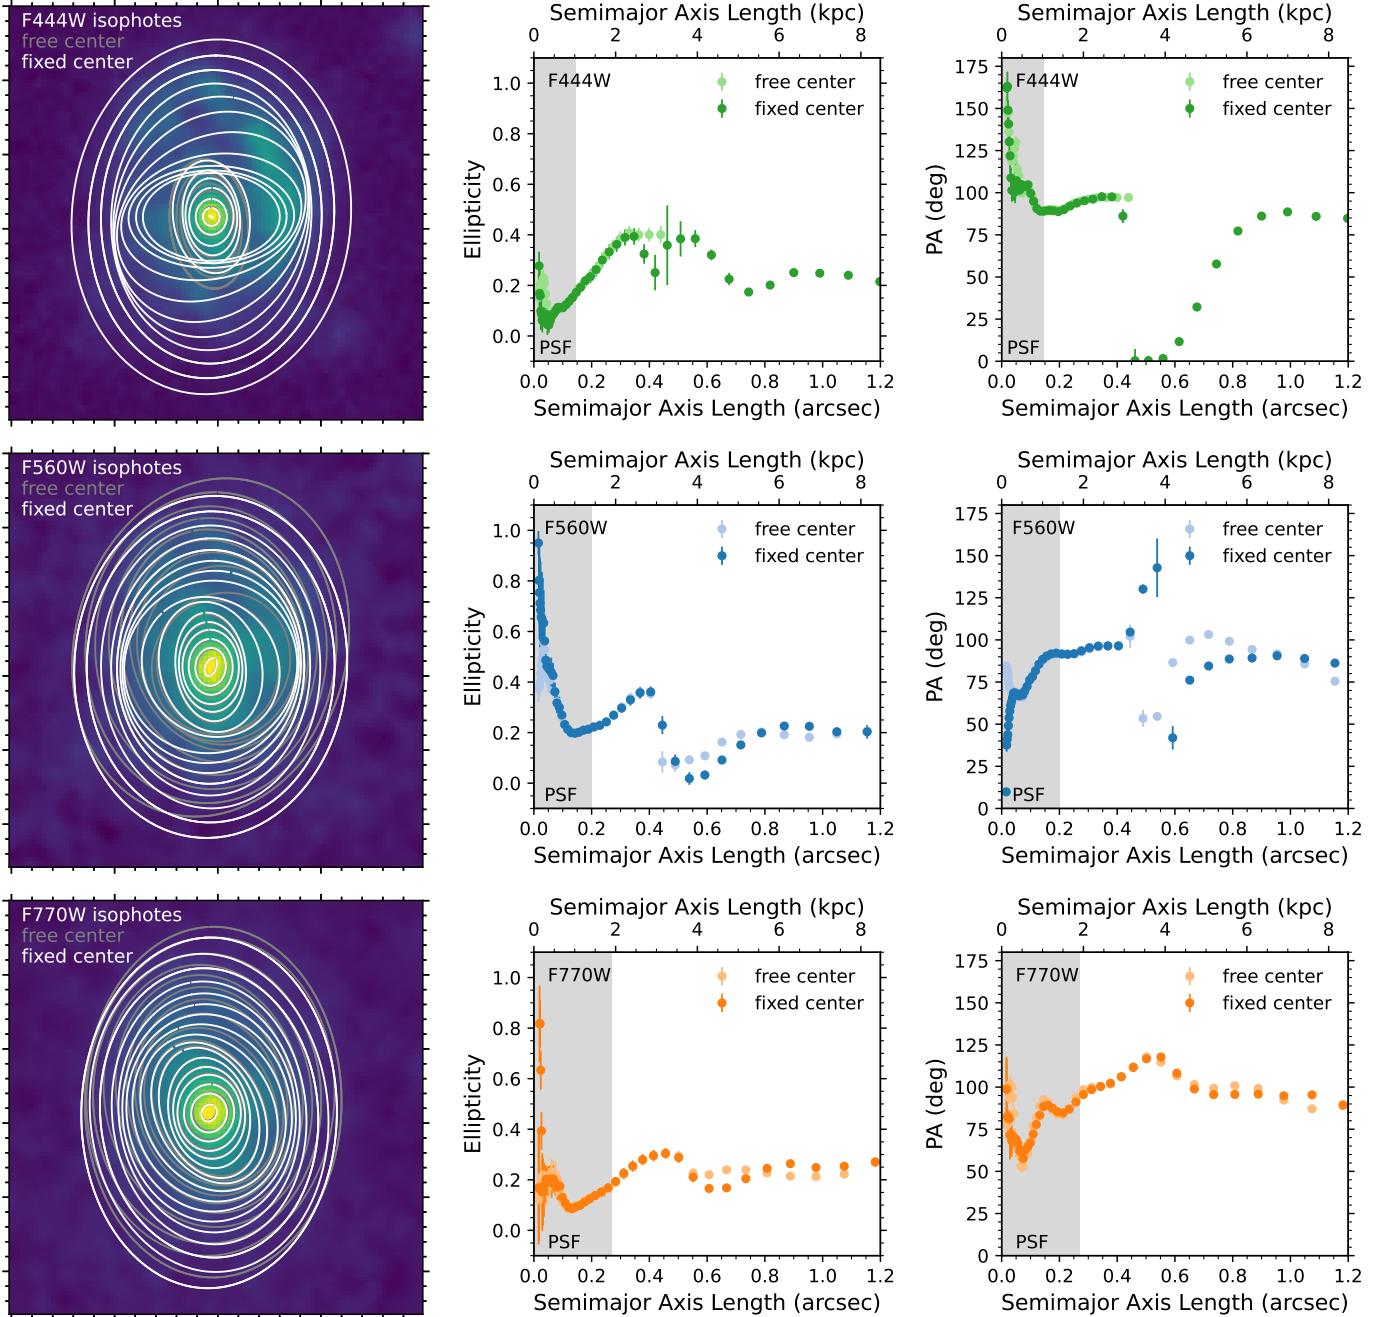 F444W isophotes
free center
fixed center
Semimajor Axis Length (kpc)
0 2 4 6 8
1.0
0.8
0.6
0.4
0.2
0.0
Ellipticity
F444W
free center
fixed center
PSF
0.0 0.2 0.4 0.6 0.8 1.0 1.2
Semimajor Axis Length (arcsec)
Semimajor Axis Length (kpc)
0 2 4 6 8
175
150
125
100
75
50
25
0
PA (deg)
F444W
free center
fixed center
PSF
0.0 0.2 0.4 0.6 0.8 1.0 1.2
Semimajor Axis Length (arcsec)
F560W isophotes
free center
fixed center
Semimajor Axis Length (kpc)
0 2 4 6 8
1.0
0.8
0.6
0.4
0.2
0.0
Ellipticity
F560W
free center
fixed center
PSF
0.0 0.2 0.4 0.6 0.8 1.0 1.2
Semimajor Axis Length (arcsec)
Semimajor Axis Length (kpc)
0 2 4 6 8
175
150
125
100
75
50
25
0
PA (deg)
F560W
free center
fixed center
PSF
0.0 0.2 0.4 0.6 0.8 1.0 1.2
Semimajor Axis Length (arcsec)
F770W isophotes
free center
fixed center
Semimajor Axis Length (kpc)
0 2 4 6 8
1.0
0.8
0.6
0.4
0.2
0.0
Ellipticity
F770W
free center
fixed center
PSF
0.0 0.2 0.4 0.6 0.8 1.0 1.2
Semimajor Axis Length (arcsec)
Semimajor Axis Length (kpc)
0 2 4 6 8
175
150
125
100
75
50
25
0
PA (deg)
F770W
free center
fixed center
PSF
0.0 0.2 0.4 0.6 0.8 1.0 1.2
Semimajor Axis Length (arcsec)